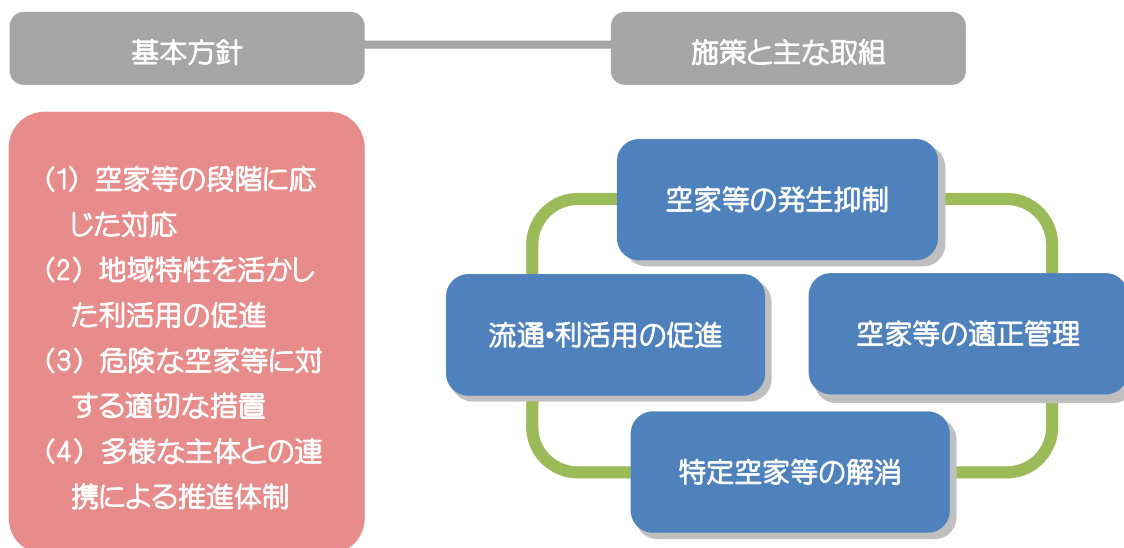 基本方針
施策と主な取組
(1) 空家等の段階に応
じた対応
(2) 地域特性を活かし
た利活用の促進
(3) 危険な空家等に対
する適切な措置
(4) 多様な主体との連
携による推進体制
空家等の発生抑制
流通・利活用の促進
空家等の適正管理
特定空家等の解消